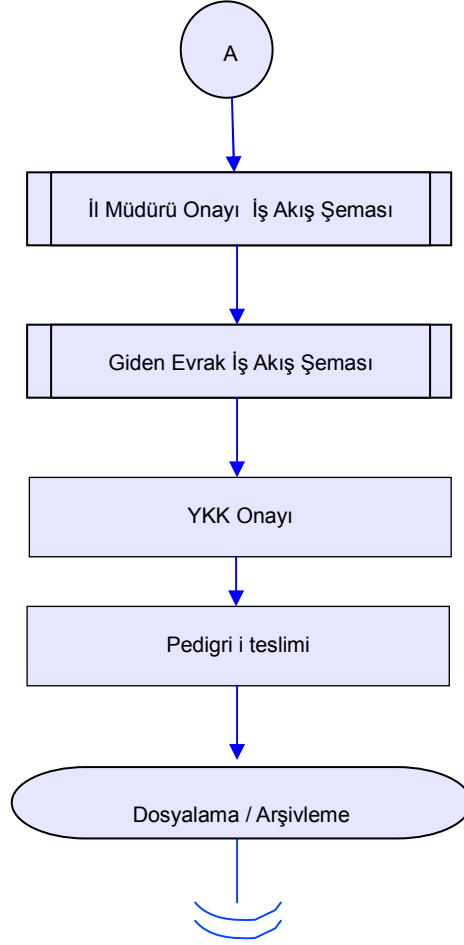 A
İl Müdürü Onayı İş Akış Şeması
Giden Evrak İş Akış Şeması
YKK Onayı
Pedigri i teslimi
Dosyalama / Arşivleme